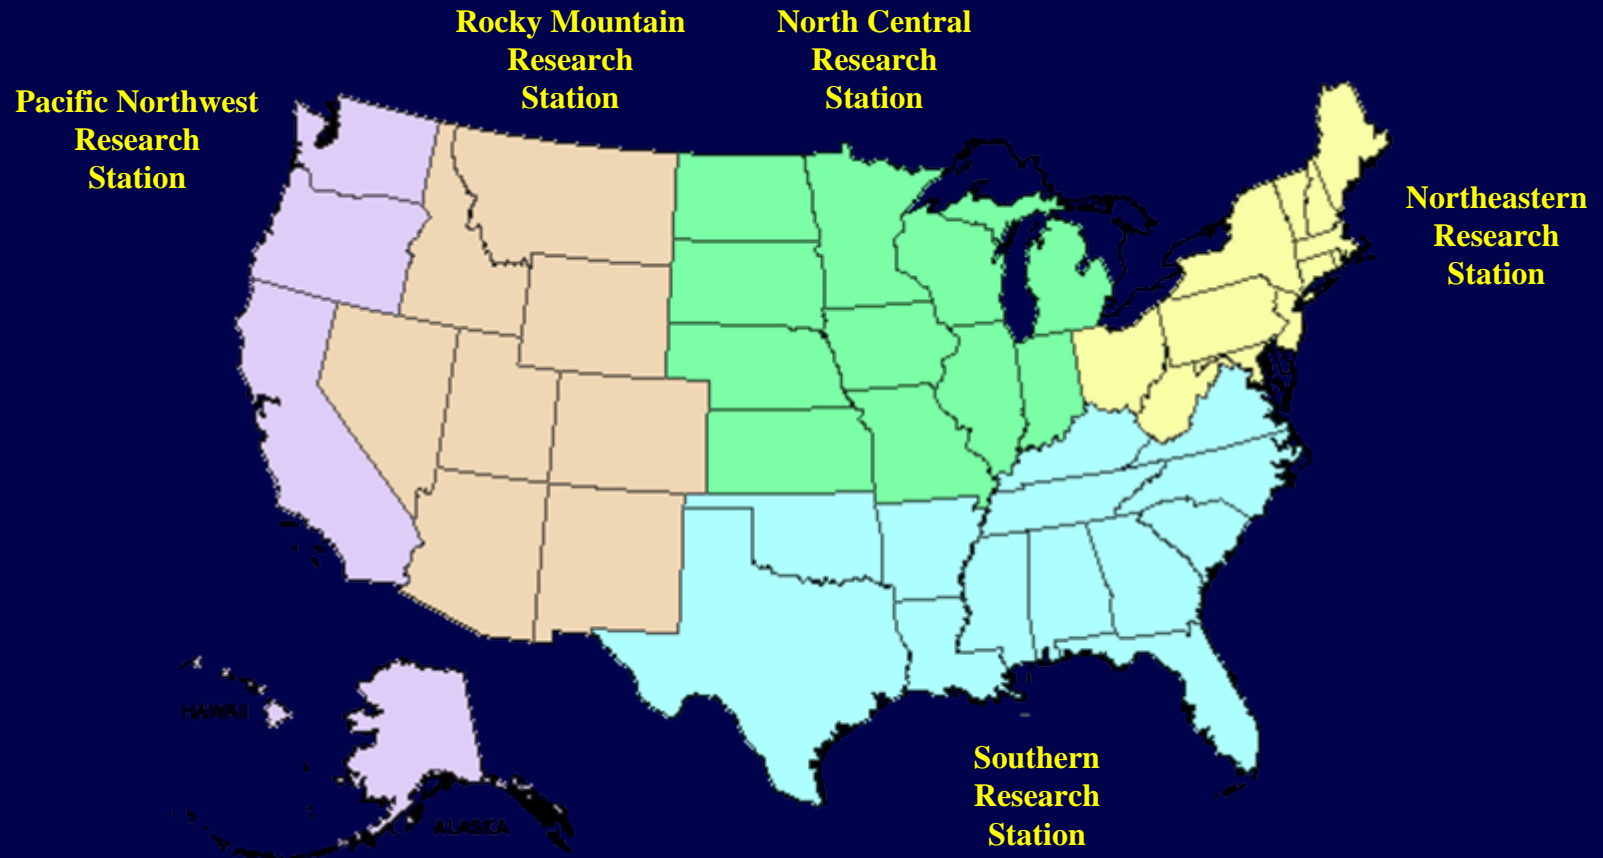 Rocky Mountain
Research
Station
North Central
Research
Station
Pacific Northwest
Research
Station
Northeastern
Research
Station
HAWAII
Southern
Research
Station
ALASKA